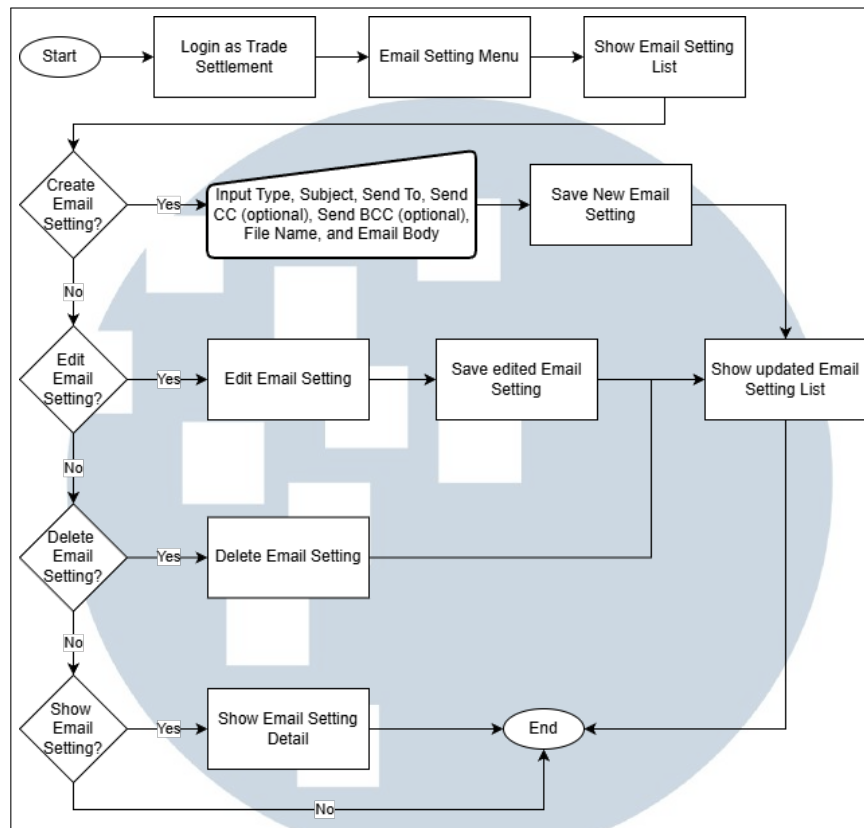 Start
Login as Trade
Settlement
Email Setting Menu
Show Email Setting
List
Create
Email
Setting?
Yes
Input Type, Subject, Send To, Send
CC (optional), Send BCC (optional),
File Name, and Email Body
Save New Email
Setting
No
Edit
Email
Setting?
Yes
Edit Email Setting
Save edited Email
Setting
Show updated Email
Setting List
No
Delete
Email
Setting?
Yes
Delete Email Setting
No
Show
Email
Setting?
Yes
Show Email Setting
Detail
End
No